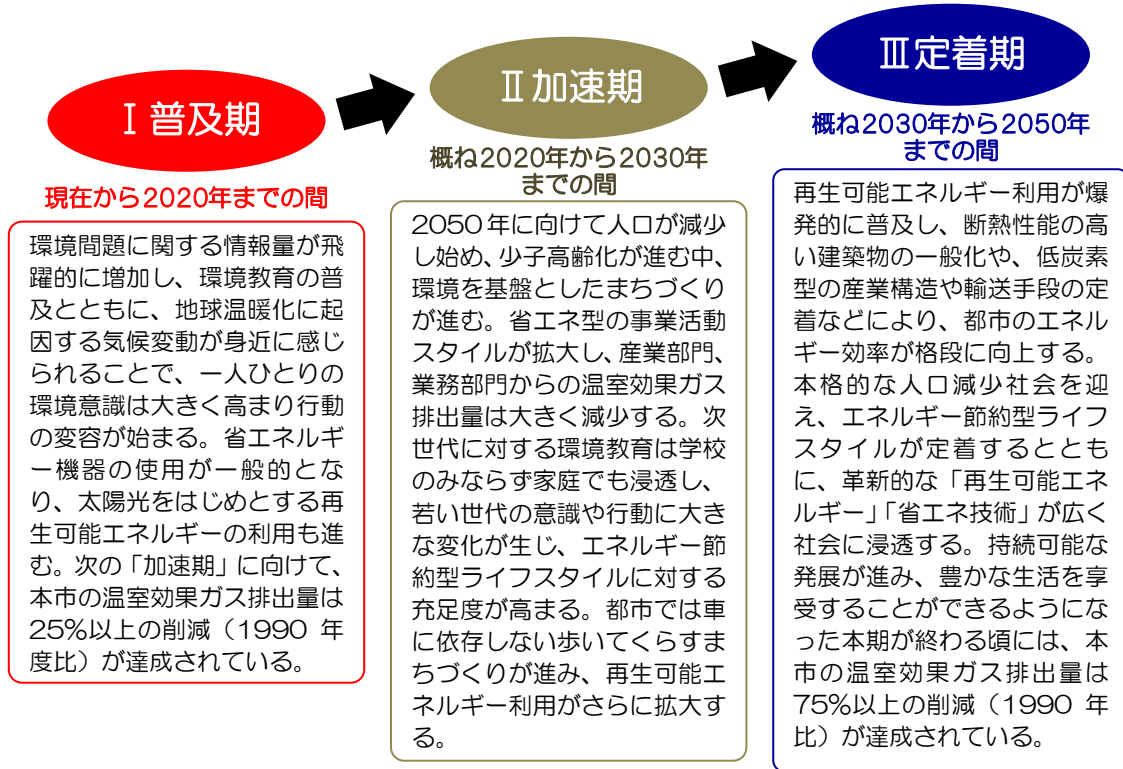 Ⅰ普及期
現在から2020年までの間
環境問題に関する情報量が飛
躍的に増加し、環境教育の普
及とともに、地球温暖化に起
因する気候変動が身近に感じ
られることで、一人ひとりの
環境意識は大きく高まり行動
の変容が始まる。省エネルギ
ー機器の使用が一般的とな
り、太陽光をはじめとする再
生可能エネルギーの利用も進
む。次の「加速期」に向けて、
本市の温室効果ガス排出量は
25%以上の削減（1990 年
度比）が達成されている。
Ⅱ加速期
概ね2020年から2030年
までの間
2050 年に向けて人口が減少
し始め、少子高齢化が進む中、
環境を基盤としたまちづくり
が進む。省エネ型の事業活動
スタイルが拡大し、産業部門、
業務部門からの温室効果ガス
排出量は大きく減少する。次
世代に対する環境教育は学校
のみならず家庭でも浸透し、
若い世代の意識や行動に大き
な変化が生じ、エネルギー節
約型ライフスタイルに対する
充足度が高まる。都市では車
に依存しない歩いてくらすま
ちづくりが進み、再生可能エ
ネルギー利用がさらに拡大す
る。
Ⅲ定着期
概ね2030年から2050年
までの間
再生可能エネルギー利用が爆
発的に普及し、断熱性能の高
い建築物の一般化や、低炭素
型の産業構造や輸送手段の定
着などにより、都市のエネル
ギー効率が格段に向上する。
本格的な人口減少社会を迎
え、エネルギー節約型ライフ
スタイルが定着するととも
に、革新的な「再生可能エネ
ルギー」「省エネ技術」が広く
社会に浸透する。持続可能な
発展が進み、豊かな生活を享
受することができるようにな
った本期が終わる頃には、本
市の温室効果ガス排出量は
75%以上の削減（1990 年
比）が達成されている。